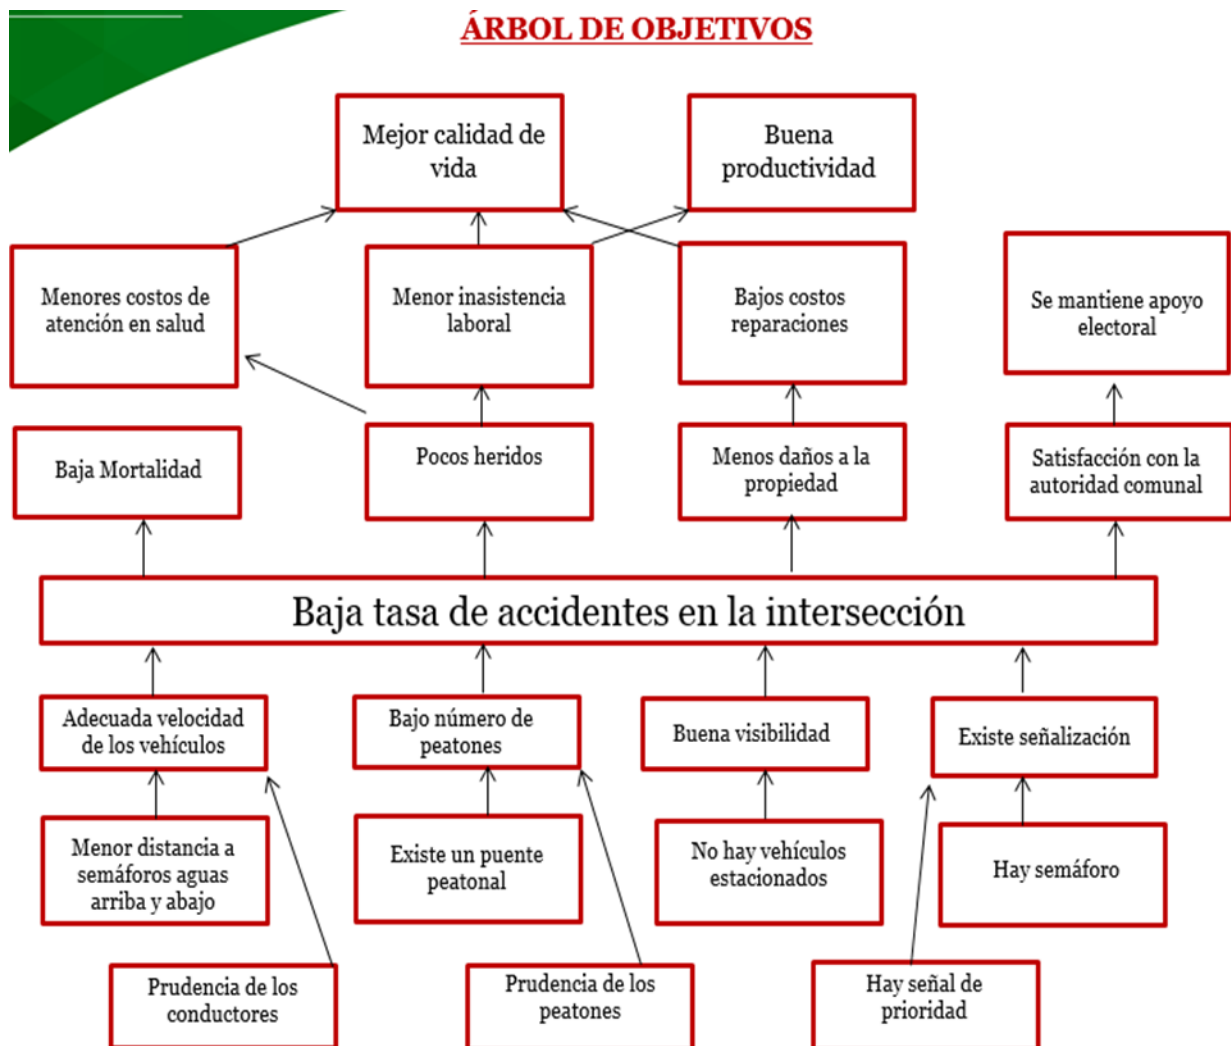 ÁRBOL DE OBJETIVOS
Mejor calidad de
vida
Buena
productividad
Menores costos de
atención en salud
Menor inasistencia
laboral
Bajos costos
reparaciones
Se mantiene apoyo
electoral
Baja Mortalidad
Pocos heridos
Menos daños a la
propiedad
Satisfacción con la
autoridad comunal
Baja tasa de accidentes en la intersección
Adecuada velocidad
de los vehículos
Bajo número de
peatones
Buena visibilidad
Existe señalización
Menor distancia a
semáforos aguas
arriba y abajo
Existe un puente
peatonal
No hay vehículos
estacionados
Hay semáforo
Prudencia de los
conductores
Prudencia de los
peatones
Hay señal de
prioridad